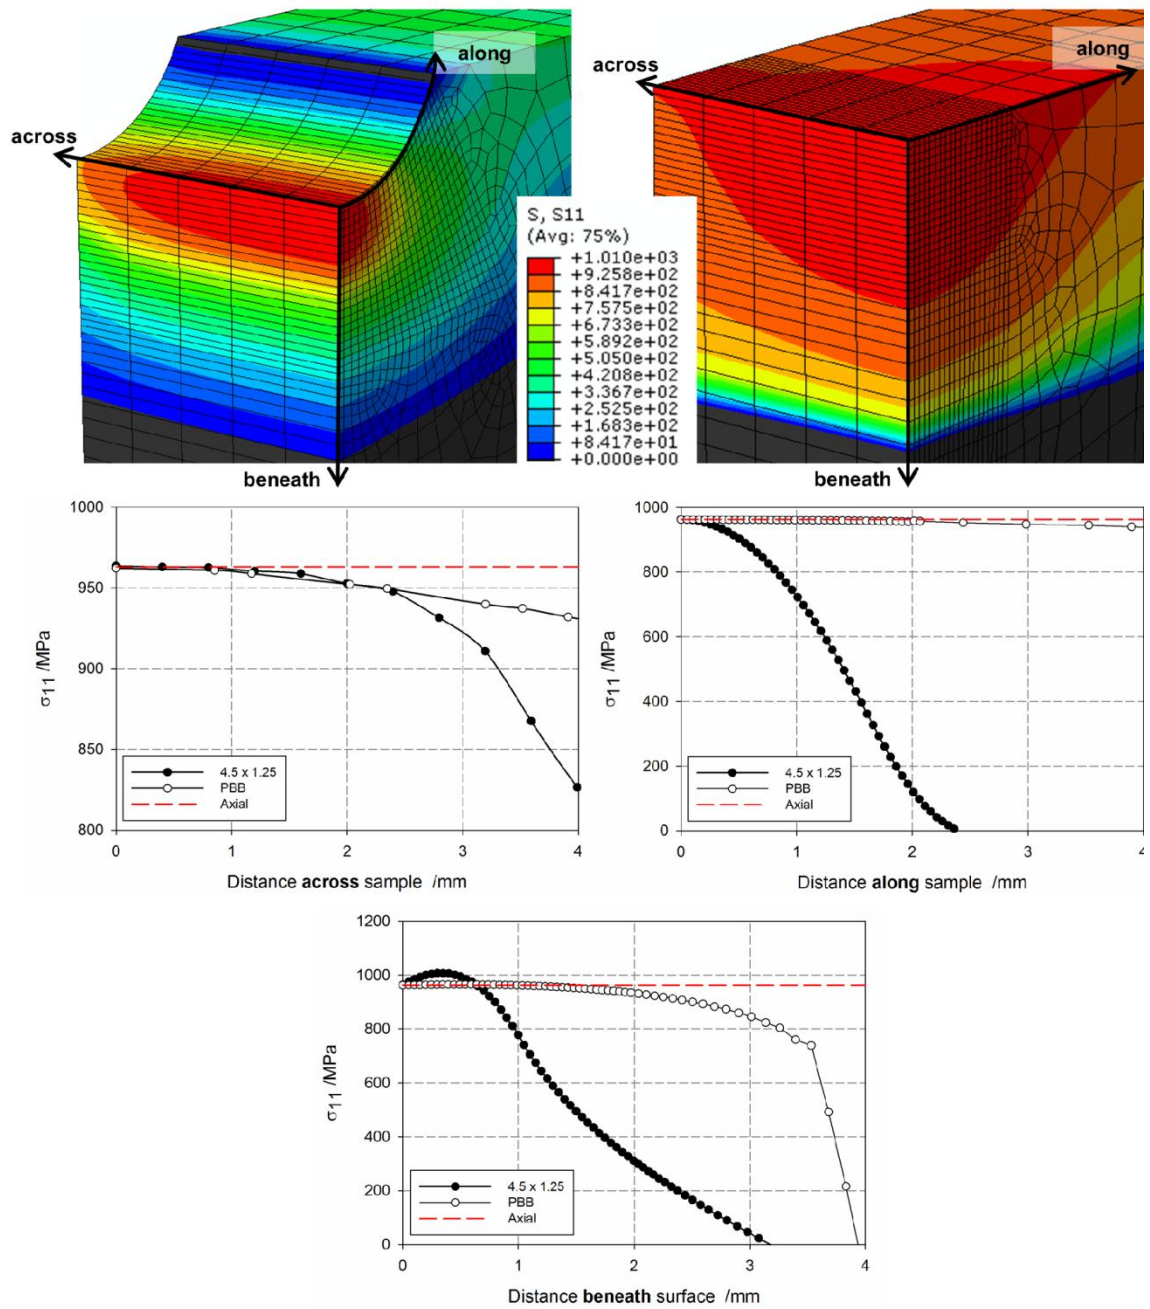 along
across
beneath
along
across
beneath
S, S11
(Avg: 75%)
+1.010e+03
+9.258e+02
+8.417e+02
+7.575e+02
+6.733e+02
+5.892e+02
+5.050e+02
+4.208e+02
+3.367e+02
+2.525e+02
+1.683e+02
+8.417e+01
+0.000e+00
1000
950
900
850
800
σ11 /MPa
4.5 x 1.25
PBB
Axial
0 1 2 3 4
Distance across sample /mm
1000
800
600
400
200
0
σ11 /MPa
4.5 x 1.25
PBB
Axial
0 1 2 3 4
Distance along sample /mm
1200
1000
800
600
400
200
0
σ11 /MPa
4.5 x 1.25
PBB
Axial
0 1 2 3 4
Distance beneath surface /mm